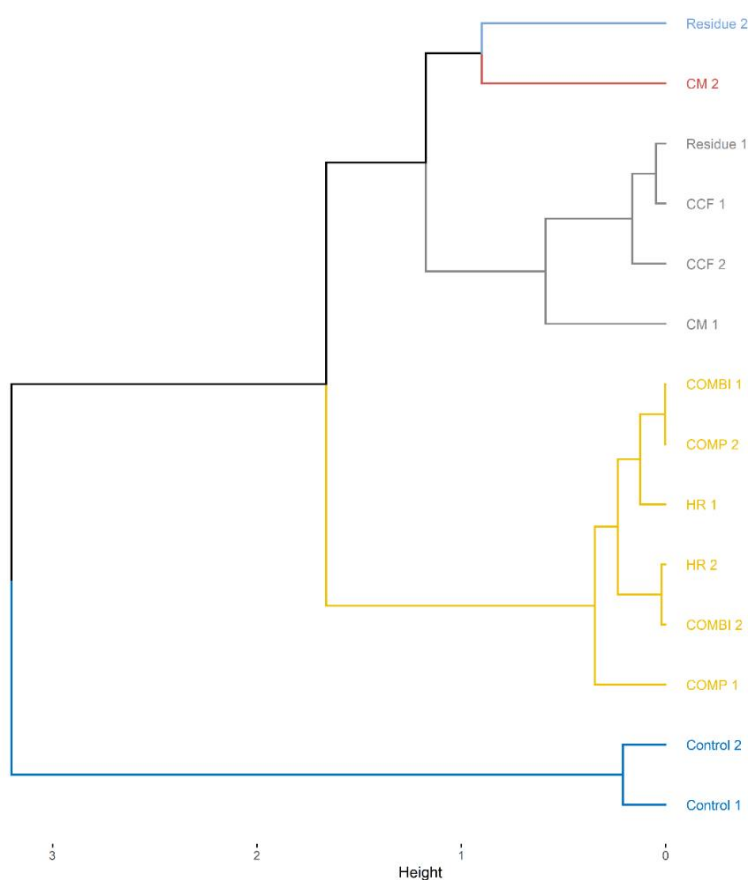 Residue 2
CM 2
Residue 1
CCF 1
CCF 2
CM 1
COMBI 1
COMP 2
HR 1
HR 2
COMBI 2
COMP 1
Control 2
Control 1
3 2 1 0
Height